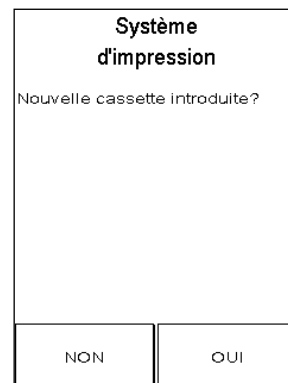 Système
d'impression
Nouvelle cassette introduite?
NON
OUI